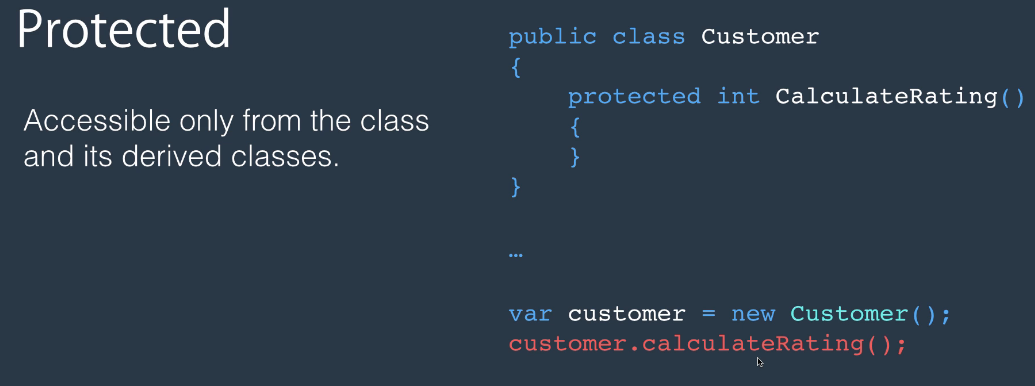 Protected
Accessible only from the class
and its derived classes.
public class Customer
{
protected int CalculateRating()
{
}
}
…
var customer = new Customer();
customer.calculateRating();